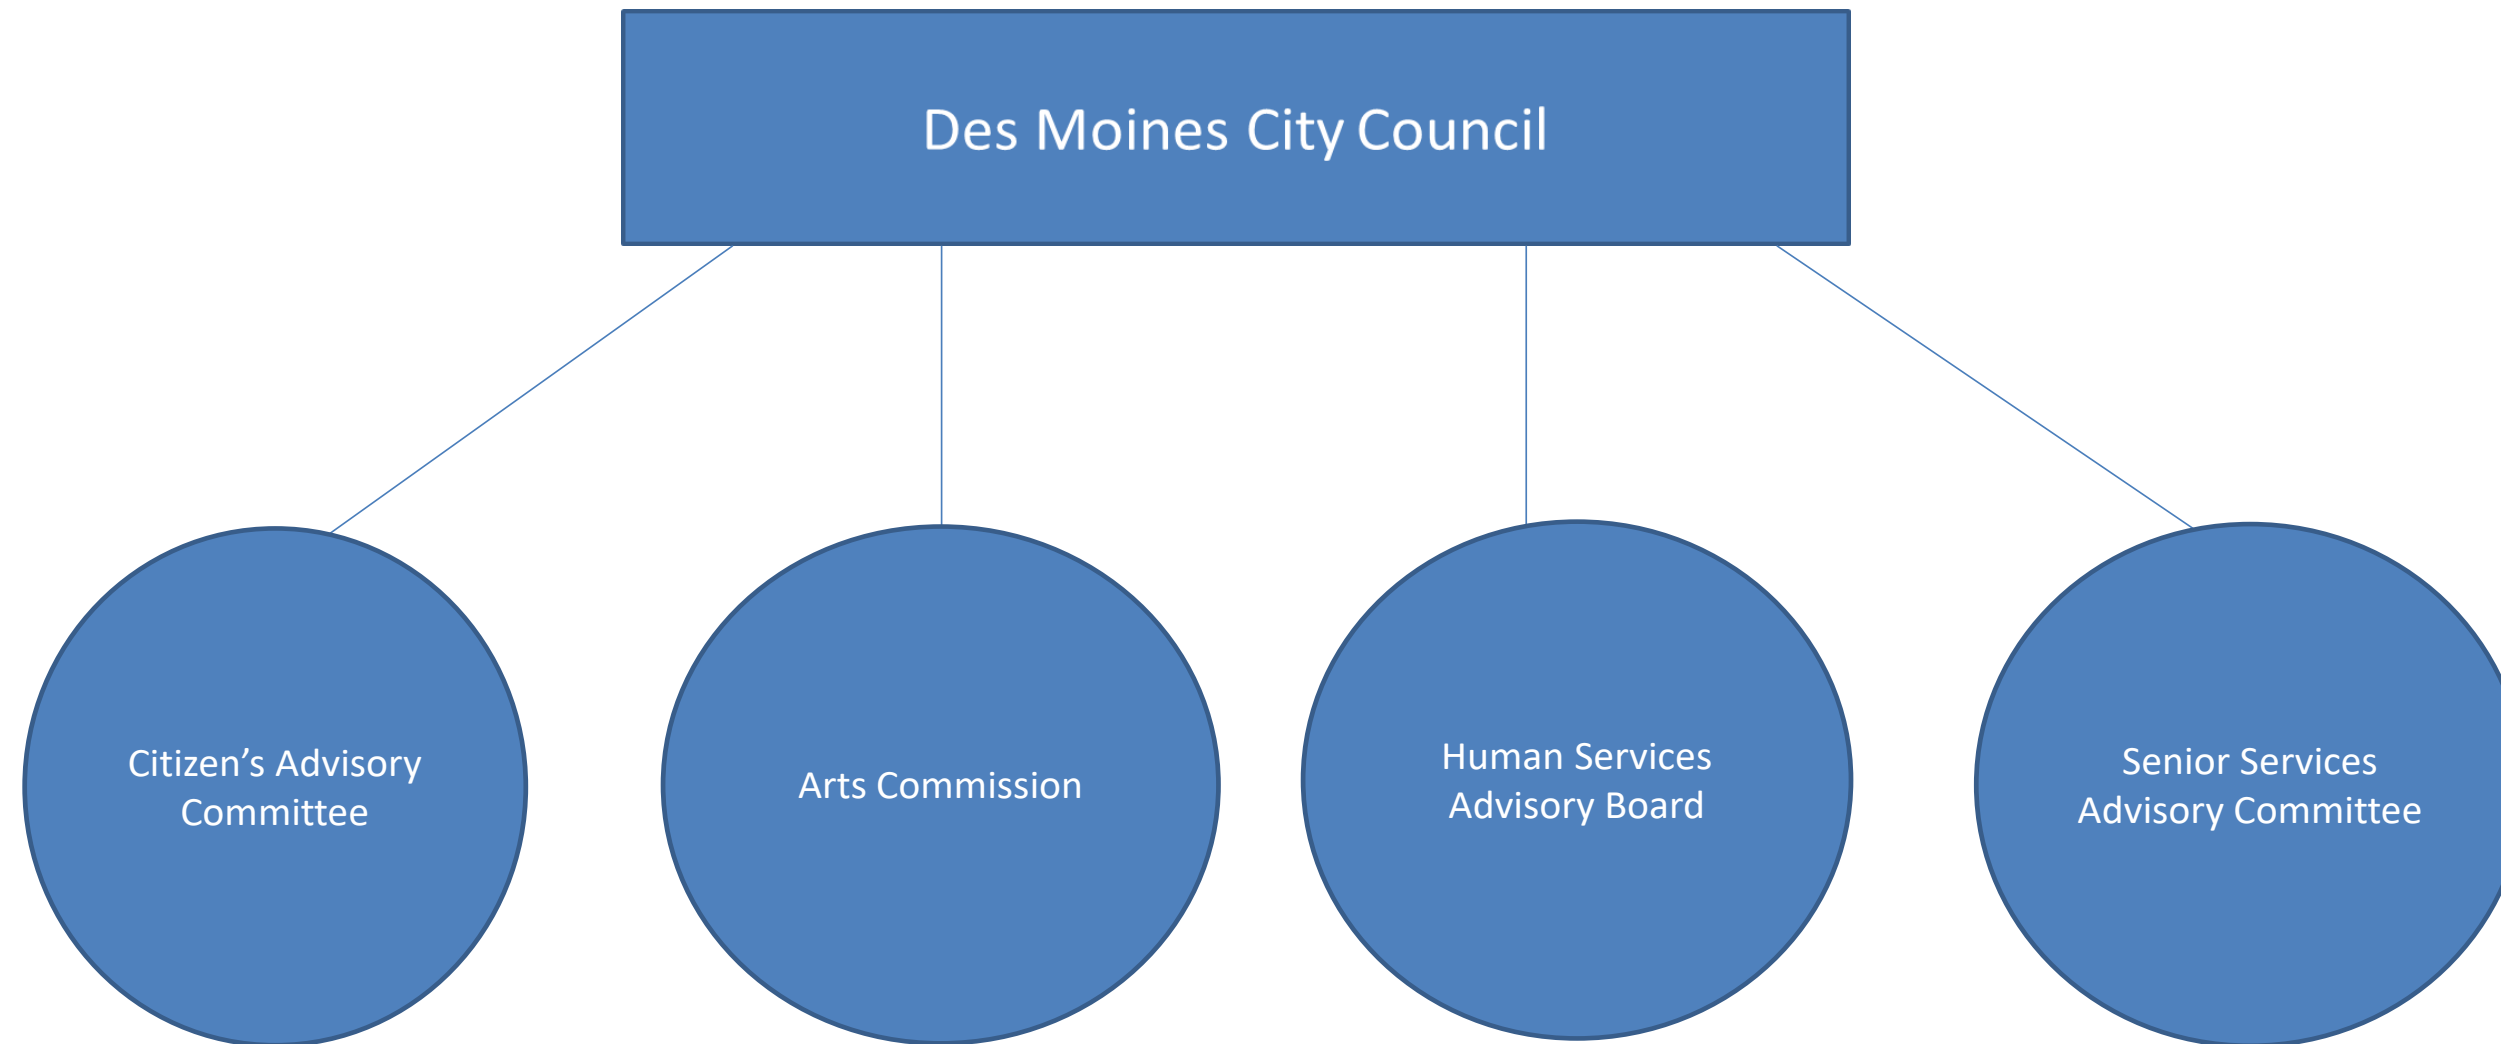 Des Moines City Council
Citizen’s Advisory
Committee
Arts Commission
Human Services
Advisory Board
Senior Services
Advisory Committee